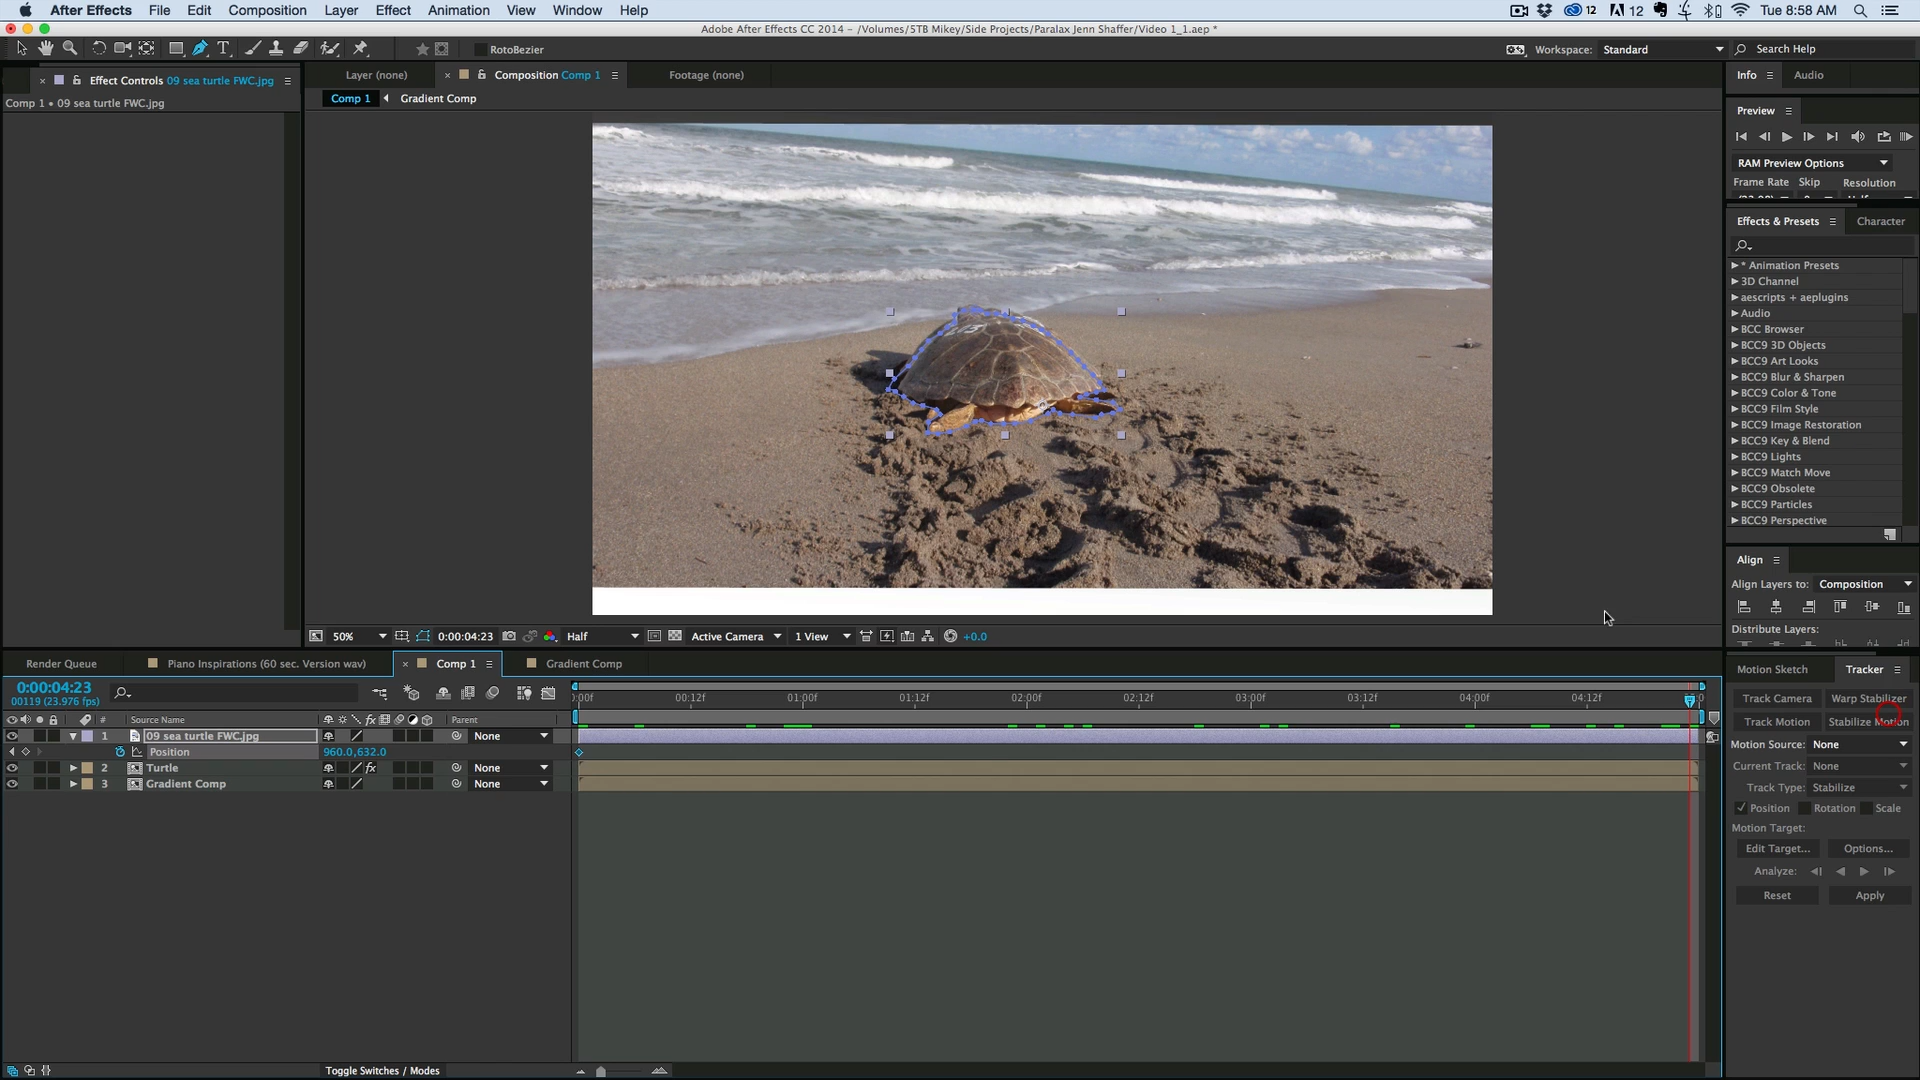 After Effects File Edit Composition Layer Effect Animation View Window Help 12 12 Tue 8:58 AM
Adobe After Effects CC 2014 - /Volumes/5TB Mikey/Side Projects/Paralax Jenn Shaffer/Video 1_1.aep *
RotoBezier Workspace: Standard Search Help
Effect Controls 09 sea turtle FWC.jpg
Comp 1 • 09 sea turtle FWC.jpg
Layer (none) Composition Comp 1 Footage (none)
Comp 1 Gradient Comp
50% 0:00:04:23 Half Active Camera 1 View +0.0
Info Audio
Preview
RAM Preview Options
Frame Rate Skip Resolution
Effects & Presets Character
* Animation Presets
3D Channel
aescripts + aeplugins
Audio
BCC Browser
BCC9 3D Objects
BCC9 Art Looks
BCC9 Blur & Sharpen
BCC9 Color & Tone
BCC9 Film Style
BCC9 Image Restoration
BCC9 Key & Blend
BCC9 Lights
BCC9 Match Move
BCC9 Obsolete
BCC9 Particles
BCC9 Perspective
Align
Align Layers to: Composition
Distribute Layers:
Render Queue Piano Inspirations (60 sec. Version wav) Comp 1 Gradient Comp
0:00:04:23
00119 (23.976 fps)
:00f 00:12f 01:00f 01:12f 02:00f 02:12f 03:00f 03:12f 04:00f 04:12f
# Source Name Parent
1 09 sea turtle FWC.jpg None
Position 960.0,632.0
2 Turtle fx None
3 Gradient Comp None
Toggle Switches / Modes
Motion Sketch Tracker
Track Camera Warp Stabilizer
Track Motion Stabilize Motion
Motion Source: None
Current Track: None
Track Type: Stabilize
Position Rotation Scale
Motion Target:
Edit Target... Options...
Analyze:
Reset Apply